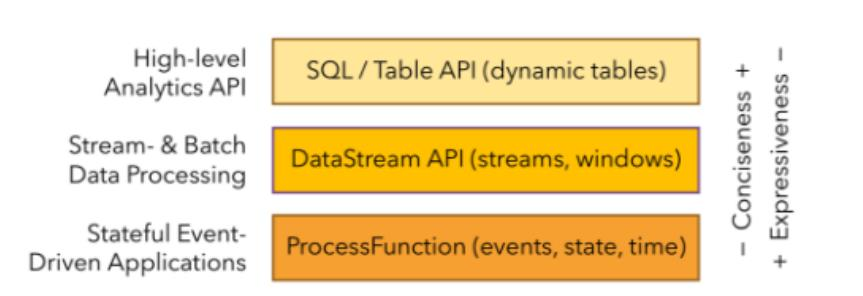 High-level
Analytics API
SQL / Table API (dynamic tables)
Stream- & Batch
Data Processing
DataStream API (streams, windows)
Stateful Event-
Driven Applications
ProcessFunction (events, state, time)
– Conciseness +
+ Expressiveness –